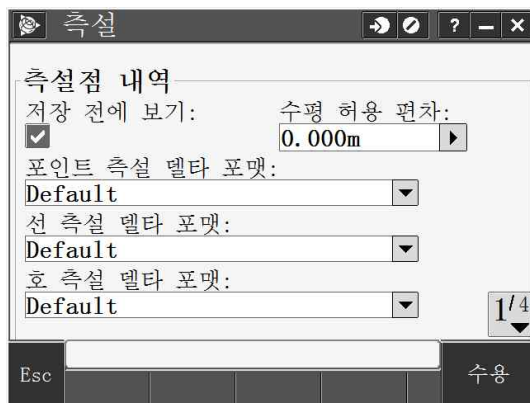 측설
? – ×
측설점 내역
저장 전에 보기: 수평 허용 편차:
0.000m
포인트 측설 델타 포맷:
Default
선 측설 델타 포맷:
Default
호 측설 델타 포맷:
Default
1/4
Esc 수용